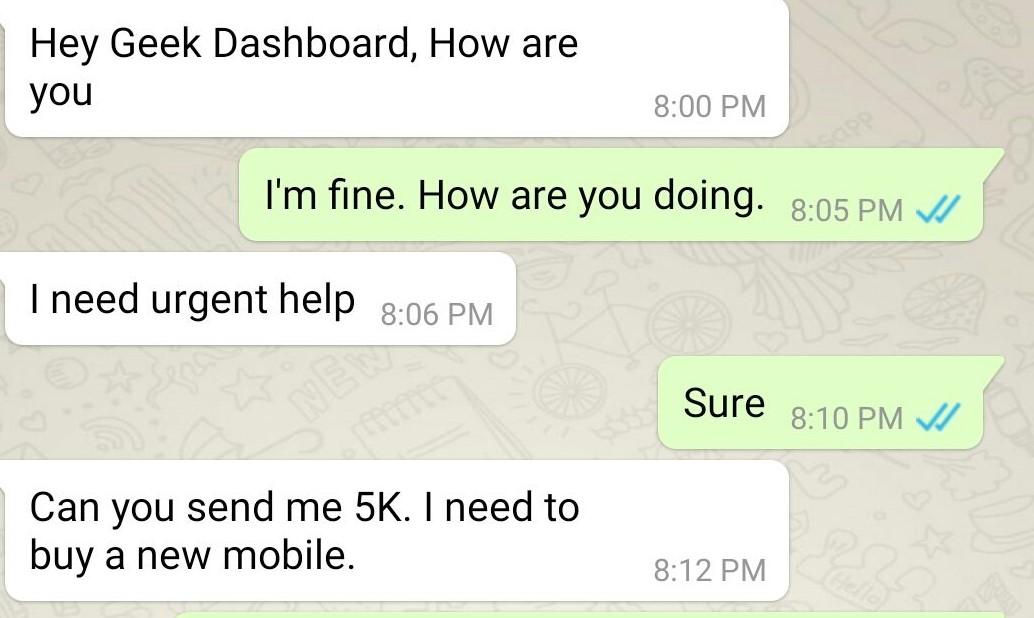 Hey Geek Dashboard, How are
you
8:00 PM
I'm fine. How are you doing.
8:05 PM
I need urgent help
8:06 PM
Sure
8:10 PM
Can you send me 5K. I need to
buy a new mobile.
8:12 PM